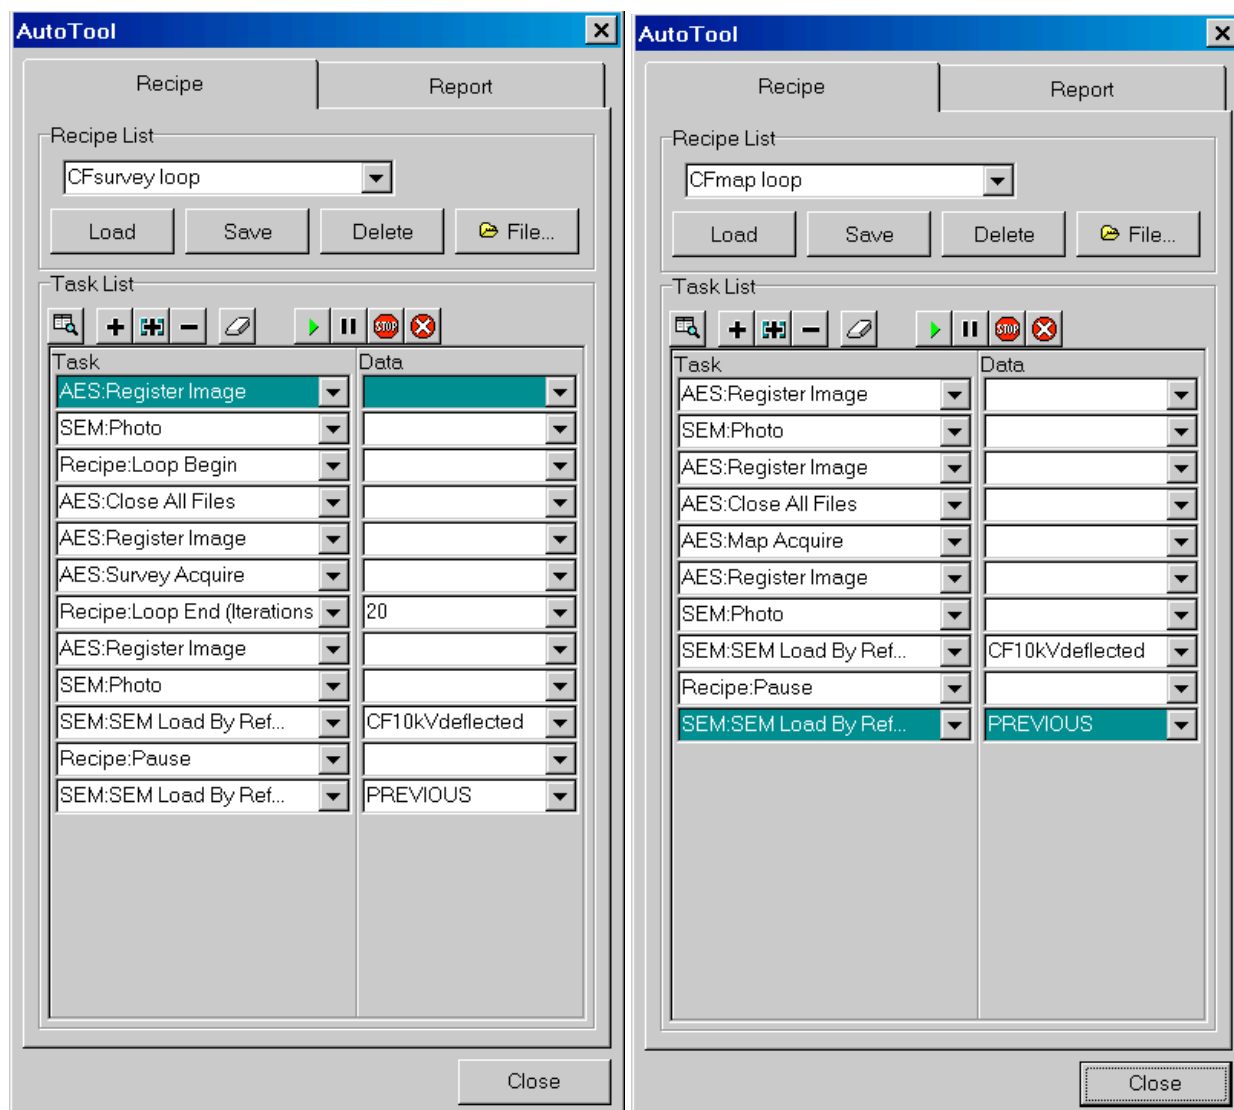 AutoTool
Recipe Report
Recipe List
CFsurvey loop
Load Save Delete File...
Task List
STOP
Task Data
AES:Register Image
SEM:Photo
Recipe:Loop Begin
AES:Close All Files
AES:Register Image
AES:Survey Acquire
Recipe:Loop End (Iterations 20
AES:Register Image
SEM:Photo
SEM:SEM Load By Ref... CF10kVdeflected
Recipe:Pause
SEM:SEM Load By Ref... PREVIOUS
Close
AutoTool
Recipe Report
Recipe List
CFmap loop
Load Save Delete File...
Task List
STOP
Task Data
AES:Register Image
SEM:Photo
AES:Register Image
AES:Close All Files
AES:Map Acquire
AES:Register Image
SEM:Photo
SEM:SEM Load By Ref... CF10kVdeflected
Recipe:Pause
SEM:SEM Load By Ref... PREVIOUS
Close